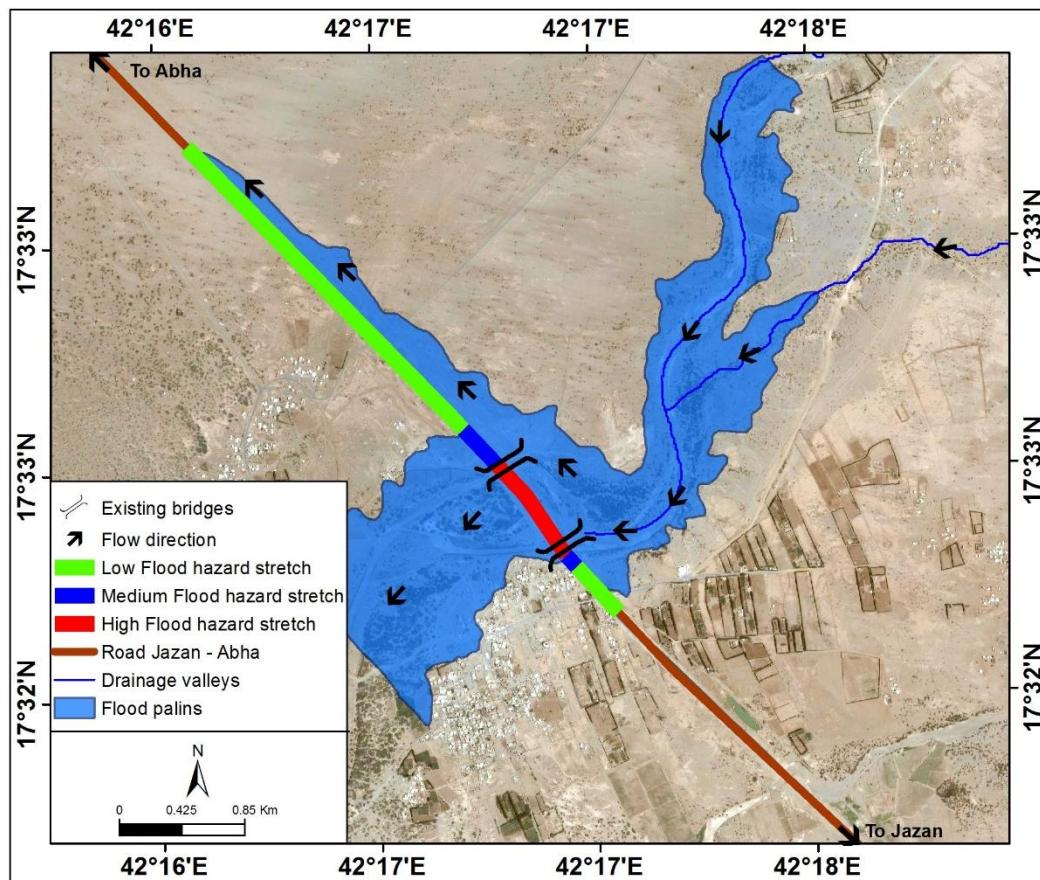 42°16'E 42°17'E 42°17'E 42°18'E
To Abha
17°33'N 17°33'N
17°33'N 17°33'N
Existing bridges
Flow direction
Low Flood hazard stretch
Medium Flood hazard stretch
High Flood hazard stretch
Road Jazan - Abha
Drainage valleys
Flood palins
17°32'N 17°32'N
N
0 0.425 0.85 Km
To Jazan
42°16'E 42°17'E 42°17'E 42°18'E